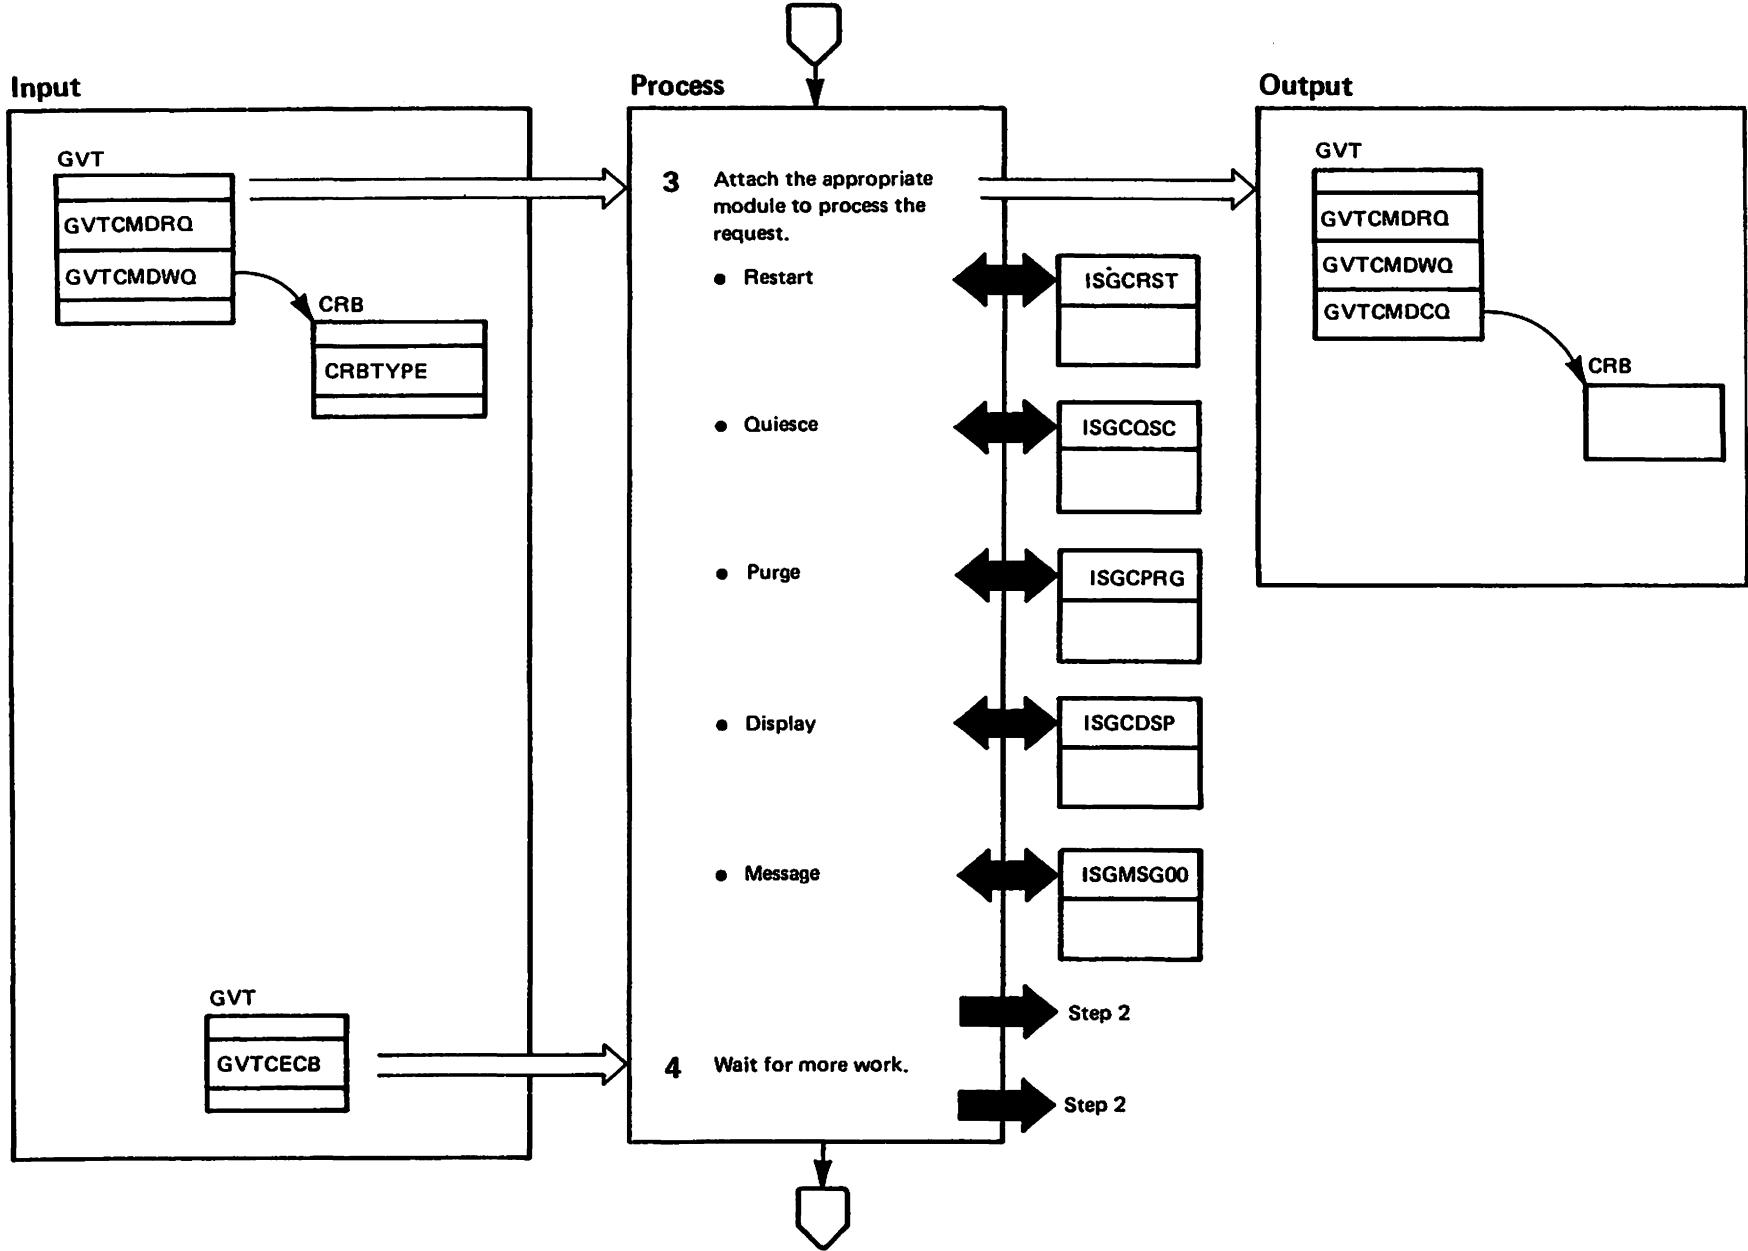 Input
Process
Output
GVT
GVTCMDRQ
GVTCMDWQ
CRB
CRBTYPE
3 Attach the appropriate
module to process the
request.
• Restart
ISGCRST
• Quiesce
ISGCQSC
• Purge
ISGCPRG
• Display
ISGCDSP
• Message
ISGMSG00
Step 2
GVT
GVTCECB
4 Wait for more work.
Step 2
GVT
GVTCMDRQ
GVTCMDWQ
GVTCMDCQ
CRB